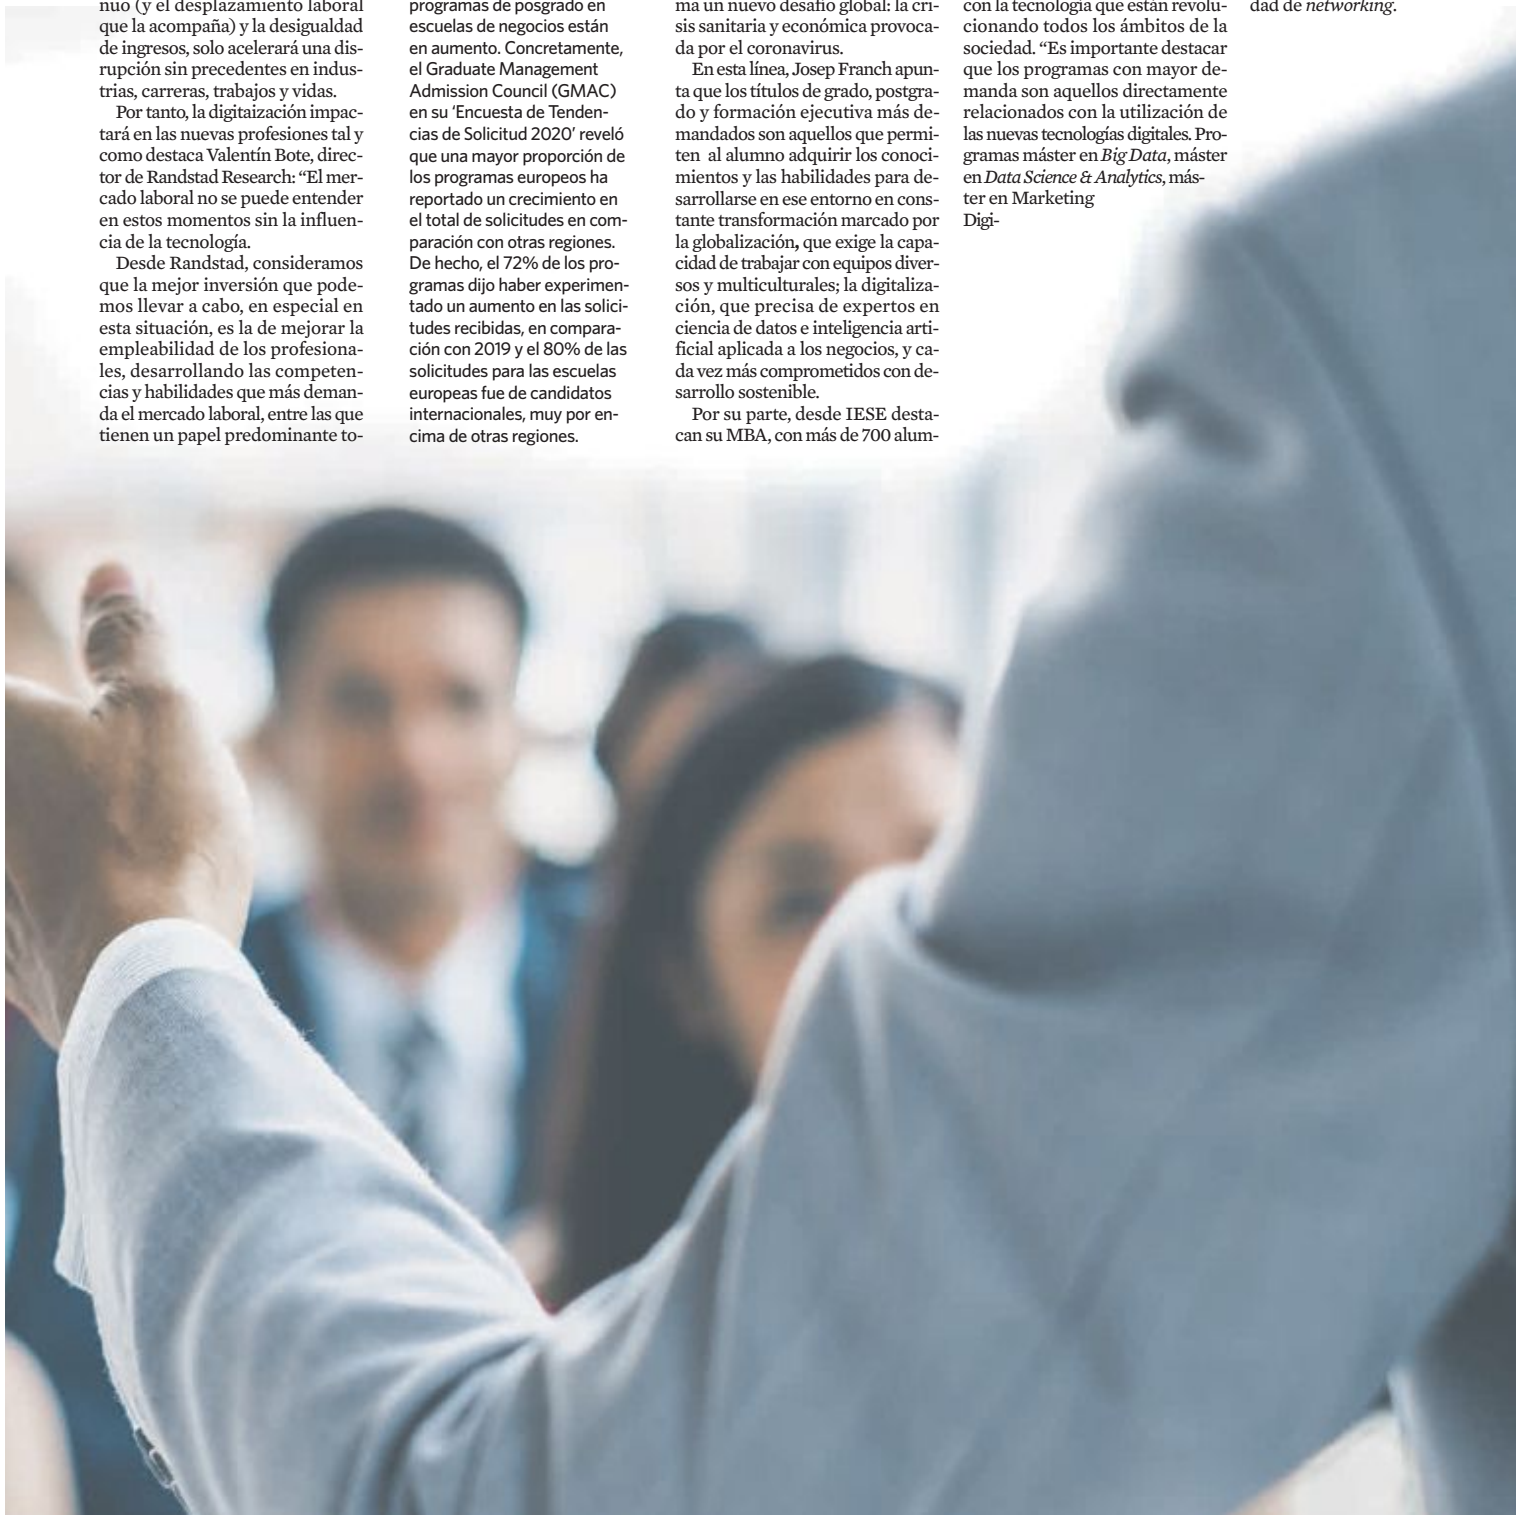 nuo (y el desplazamiento laboral
que la acompaña) y la desigualdad
de ingresos, solo acelerará una dis-
rupción sin precedentes en indus-
trias, carreras, trabajos y vidas.
Por tanto, la digitaización impac-
tará en las nuevas profesiones tal y
como destaca Valentín Bote, direc-
tor de Randstad Research: “El mer-
cado laboral no se puede entender
en estos momentos sin la influen-
cia de la tecnología.
Desde Randstad, consideramos
que la mejor inversión que pode-
mos llevar a cabo, en especial en
esta situación, es la de mejorar la
empleabilidad de los profesiona-
les, desarrollando las competen-
cias y habilidades que más deman-
da el mercado laboral, entre las que
tienen un papel predominante to-
programas de posgrado en
escuelas de negocios están
en aumento. Concretamente,
el Graduate Management
Admission Council (GMAC)
en su ‘Encuesta de Tenden-
cias de Solicitud 2020’ reveló
que una mayor proporción de
los programas europeos ha
reportado un crecimiento en
el total de solicitudes en com-
paración con otras regiones.
De hecho, el 72% de los pro-
gramas dijo haber experimen-
tado un aumento en las solici-
tudes recibidas, en compara-
ción con 2019 y el 80% de las
solicitudes para las escuelas
europeas fue de candidatos
internacionales, muy por en-
cima de otras regiones.
ma un nuevo desafío global: la cri-
sis sanitaria y económica provoca-
da por el coronavirus.
En esta línea, Josep Franch apun-
ta que los títulos de grado, postgra-
do y formación ejecutiva más de-
mandados son aquellos que permi-
ten al alumno adquirir los conoci-
mientos y las habilidades para de-
sarrollarse en ese entorno en cons-
tante transformación marcado por
la globalización, que exige la capa-
cidad de trabajar con equipos diver-
sos y multiculturales; la digitaliza-
ción, que precisa de expertos en
ciencia de datos e inteligencia arti-
ficial aplicada a los negocios, y ca-
da vez más comprometidos con de-
sarrollo sostenible.
Por su parte, desde IESE desta-
can su MBA, con más de 700 alum-
con la tecnología que están revolu-
cionando todos los ámbitos de la
sociedad. “Es importante destacar
que los programas con mayor de-
manda son aquellos directamente
relacionados con la utilización de
las nuevas tecnologías digitales. Pro-
gramas máster en Big Data, máster
en Data Science & Analytics, más-
ter en Marketing
Digi-
dad de networking.